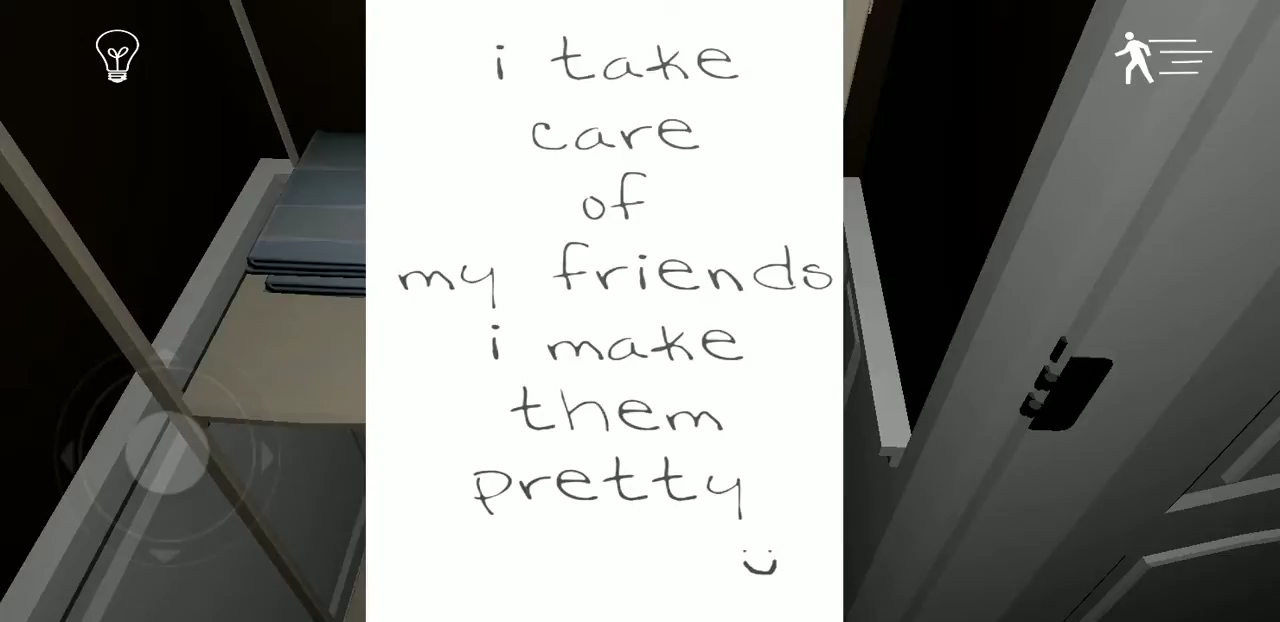 i take
care
of
my friends
i make
them
pretty